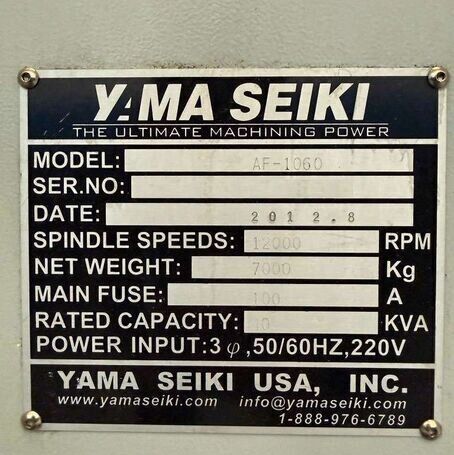 YAMA SEIKI
THE ULTIMATE MACHINING POWER
MODEL: AF-1060
SER.NO:
DATE: 2012.8
SPINDLE SPEEDS: 12000 RPM
NET WEIGHT: 7000 Kg
MAIN FUSE: 100 A
RATED CAPACITY: 40 KVA
POWER INPUT:3φ,50/60HZ,220V
YAMA SEIKI USA, INC.
www.yamaseiki.com info@yamaseiki.com
1-888-976-6789